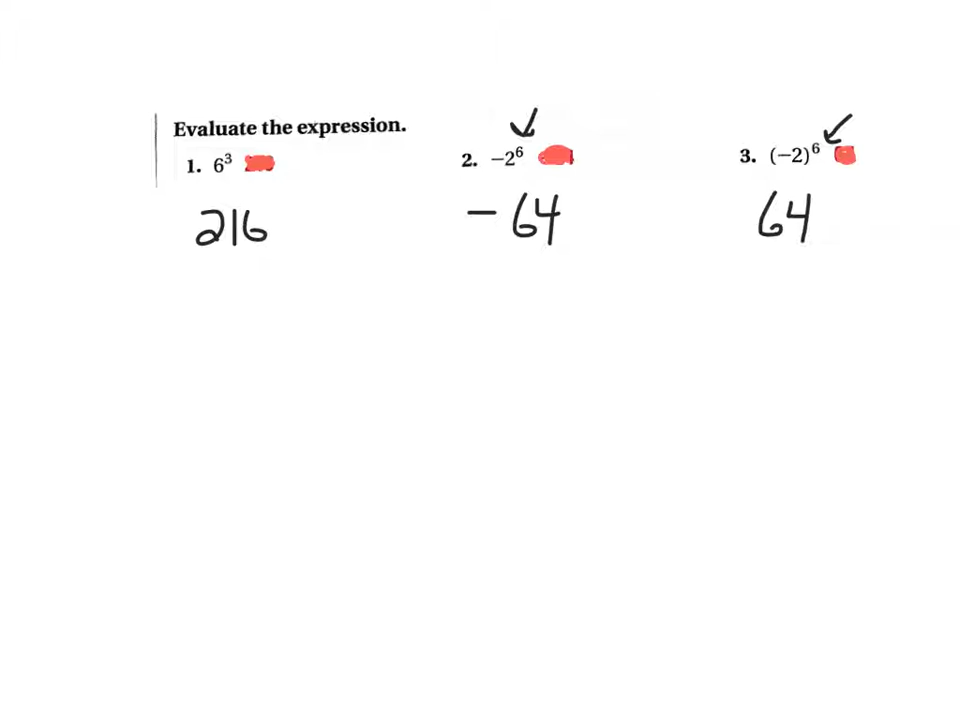 Evaluate the expression.
1. 6³ 2. −2⁶ 3. (−2)⁶
216 −64 64